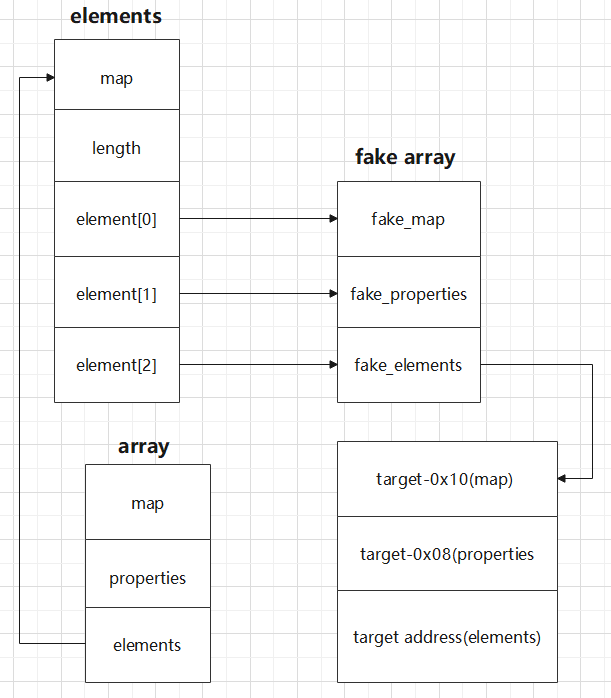 elements
map
length
element[0]
element[1]
element[2]
fake array
fake_map
fake_properties
fake_elements
array
map
properties
elements
target-0x10(map)
target-0x08(properties
target address(elements)